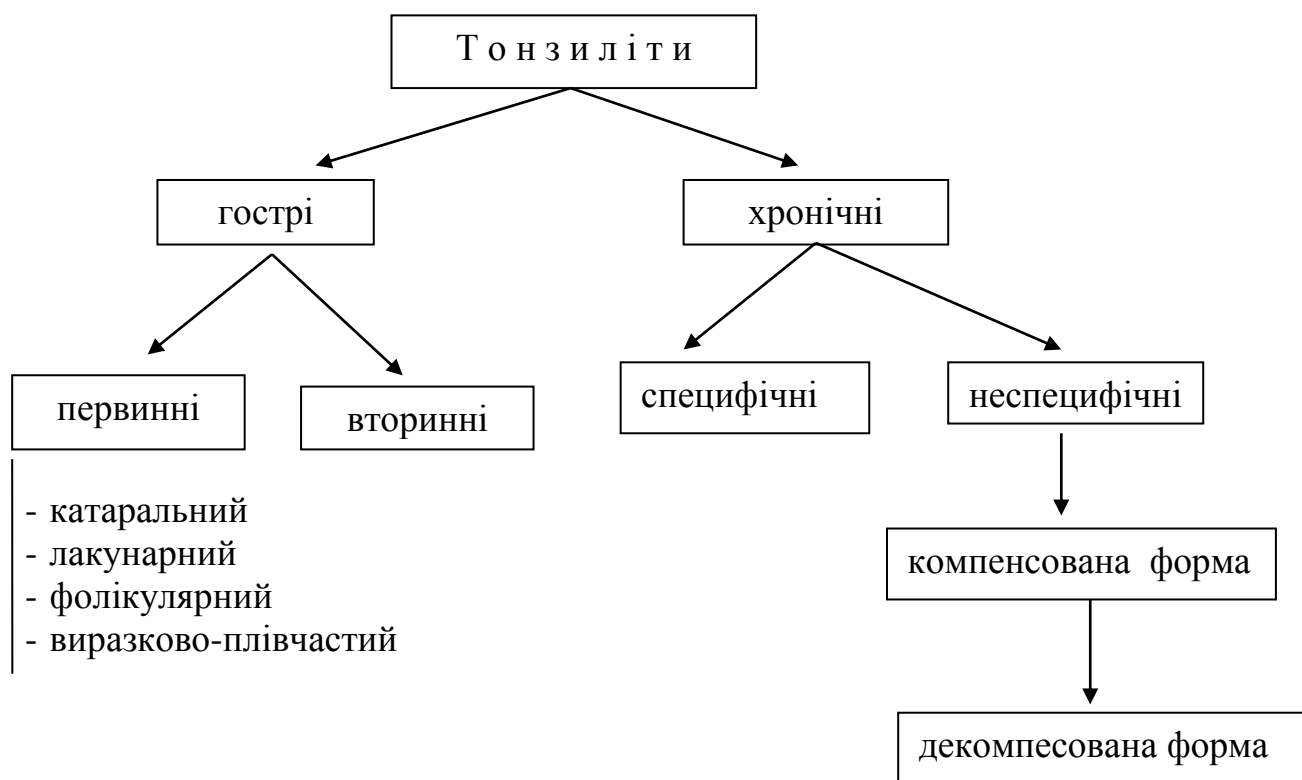 Т о н з и л і т и
гострі
хронічні
первинні
вторинні
специфічні
неспецифічні
- катаральний
- лакунарний
- фолікулярний
- виразково-плівчастий
компенсована форма
декомпесована форма